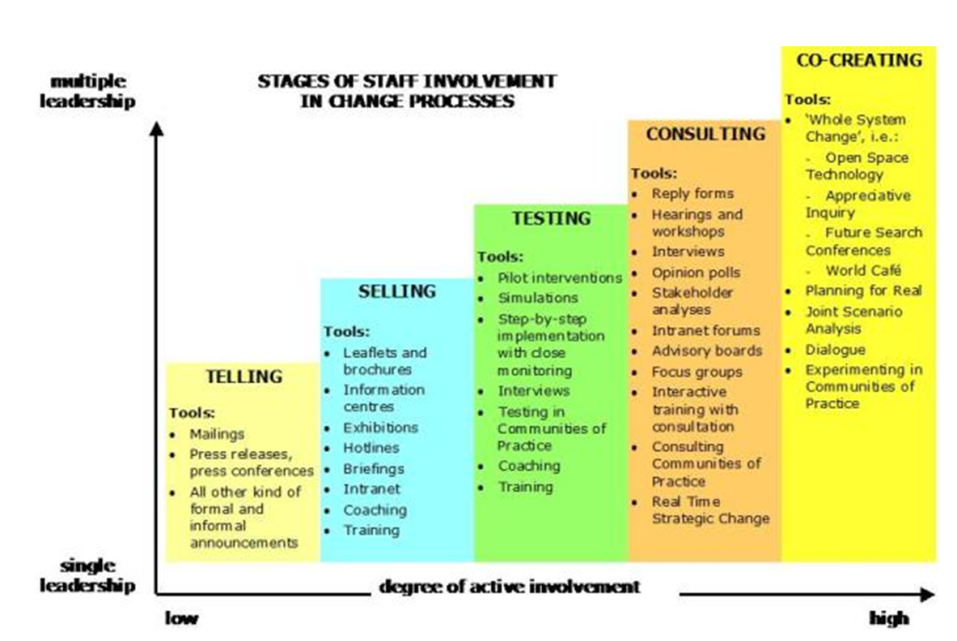 multiple
leadership
STAGES OF STAFF INVOLVEMENT
IN CHANGE PROCESSES
TELLING
Tools:
• Mailings
• Press releases,
press conferences
• All other kind of
formal and
informal
announcements
SELLING
Tools:
• Leaflets and
brochures
• Information
centres
• Exhibitions
• Hotlines
• Briefings
• Intranet
• Coaching
• Training
TESTING
Tools:
• Pilot interventions
• Simulations
• Step-by-step
implementation
with close
monitoring
• Interviews
• Testing in
Communities of
Practice
• Coaching
• Training
CONSULTING
Tools:
• Reply forms
• Hearings and
workshops
• Interviews
• Opinion polls
• Stakeholder
analyses
• Intranet forums
• Advisory boards
• Focus groups
• Interactive
training with
consultation
• Consulting
Communities of
Practice
• Real Time
Strategic Change
CO-CREATING
Tools:
• ‘Whole System
Change’, i.e.:
- Open Space
Technology
- Appreciative
Inquiry
- Future Search
Conferences
- World Café
• Planning for Real
• Joint Scenario
Analysis
• Dialogue
• Experimenting in
Communities of
Practice
single
leadership
degree of active involvement
low
high